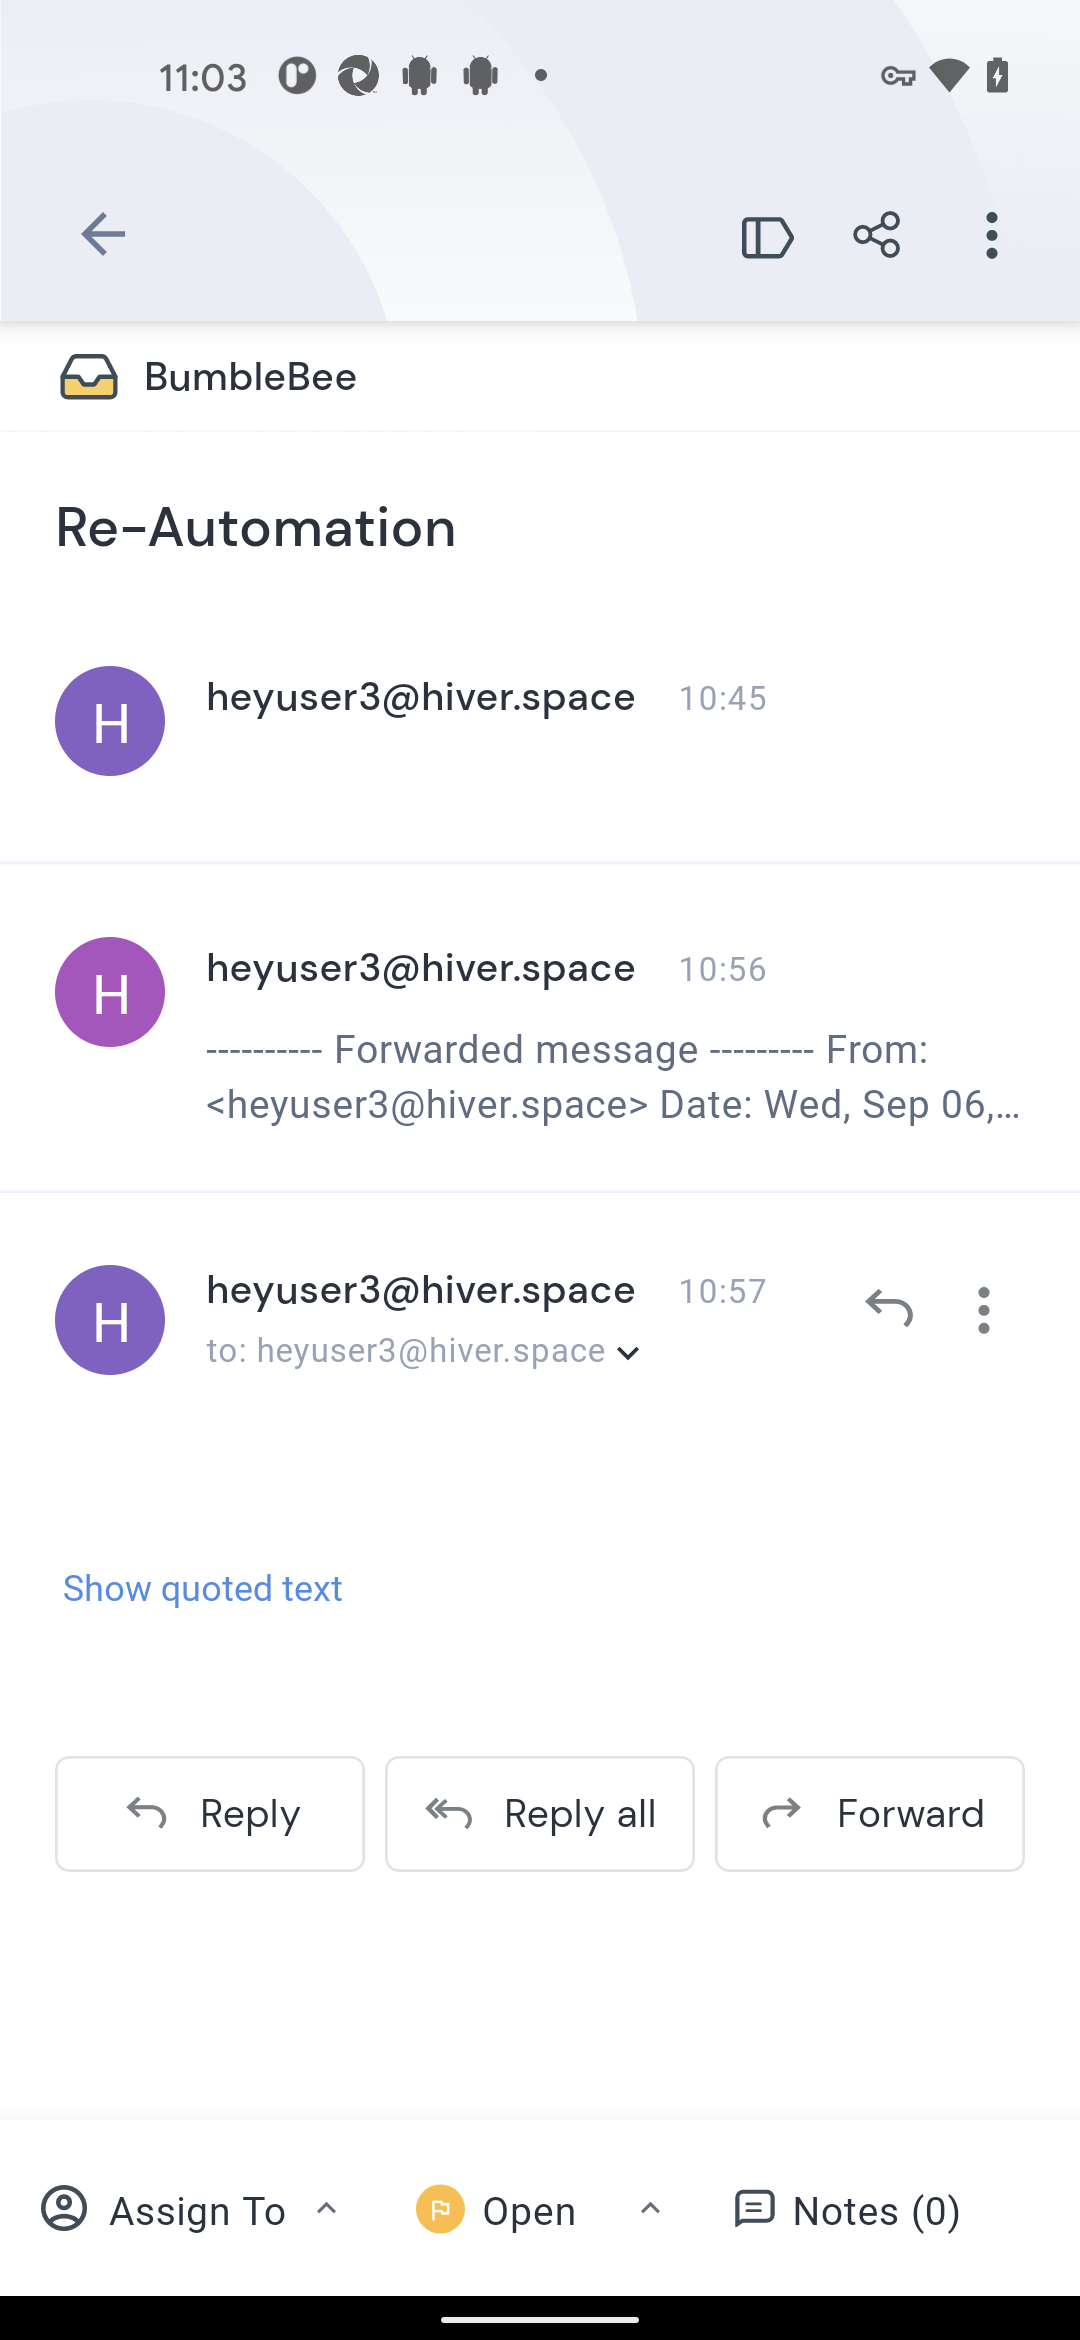 11:03
BumbleBee
Re-Automation
H
heyuser3@hiver.space 10:45
H
heyuser3@hiver.space 10:56
---------- Forwarded message --------- From:
<heyuser3@hiver.space> Date: Wed, Sep 06,...
H
heyuser3@hiver.space 10:57
to: heyuser3@hiver.space
Show quoted text
Reply Reply all Forward
Assign To Open Notes (0)